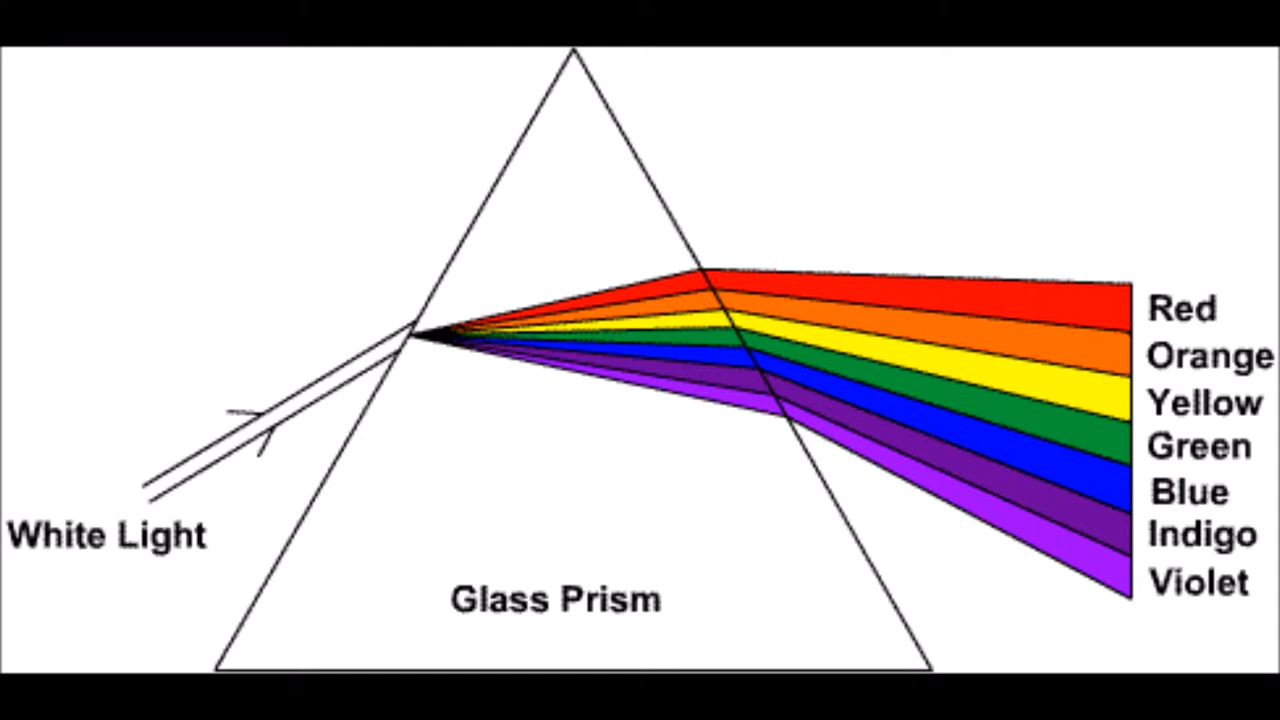 Red
Orange
Yellow
Green
Blue
Indigo
Violet
White Light
Glass Prism